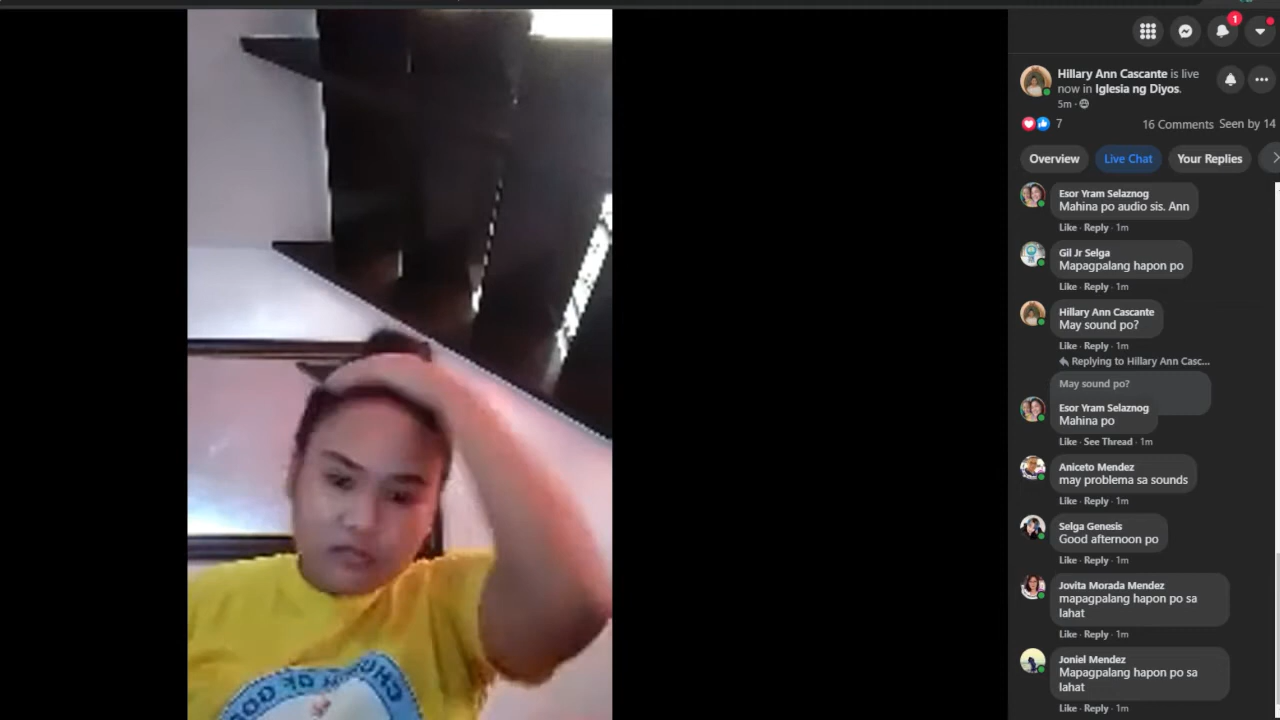 1
Hillary Ann Cascante is live
now in Iglesia ng Diyos.
5m ·
7
16 Comments Seen by 14
Overview
Live Chat
Your Replies
Esor Yram Selaznog
Mahina po audio sis. Ann
Like · Reply · 1m
Gil Jr Selga
Mapagpalang hapon po
Like · Reply · 1m
Hillary Ann Cascante
May sound po?
Like · Reply · 1m
Replying to Hillary Ann Casc...
May sound po?
Esor Yram Selaznog
Mahina po
Like · See Thread · 1m
Aniceto Mendez
may problema sa sounds
Like · Reply · 1m
Selga Genesis
Good afternoon po
Like · Reply · 1m
Jovita Morada Mendez
mapagpalang hapon po sa
lahat
Like · Reply · 1m
Joniel Mendez
Mapagpalang hapon po sa
lahat
Like · Reply · 1m
CHURCH OF GOD